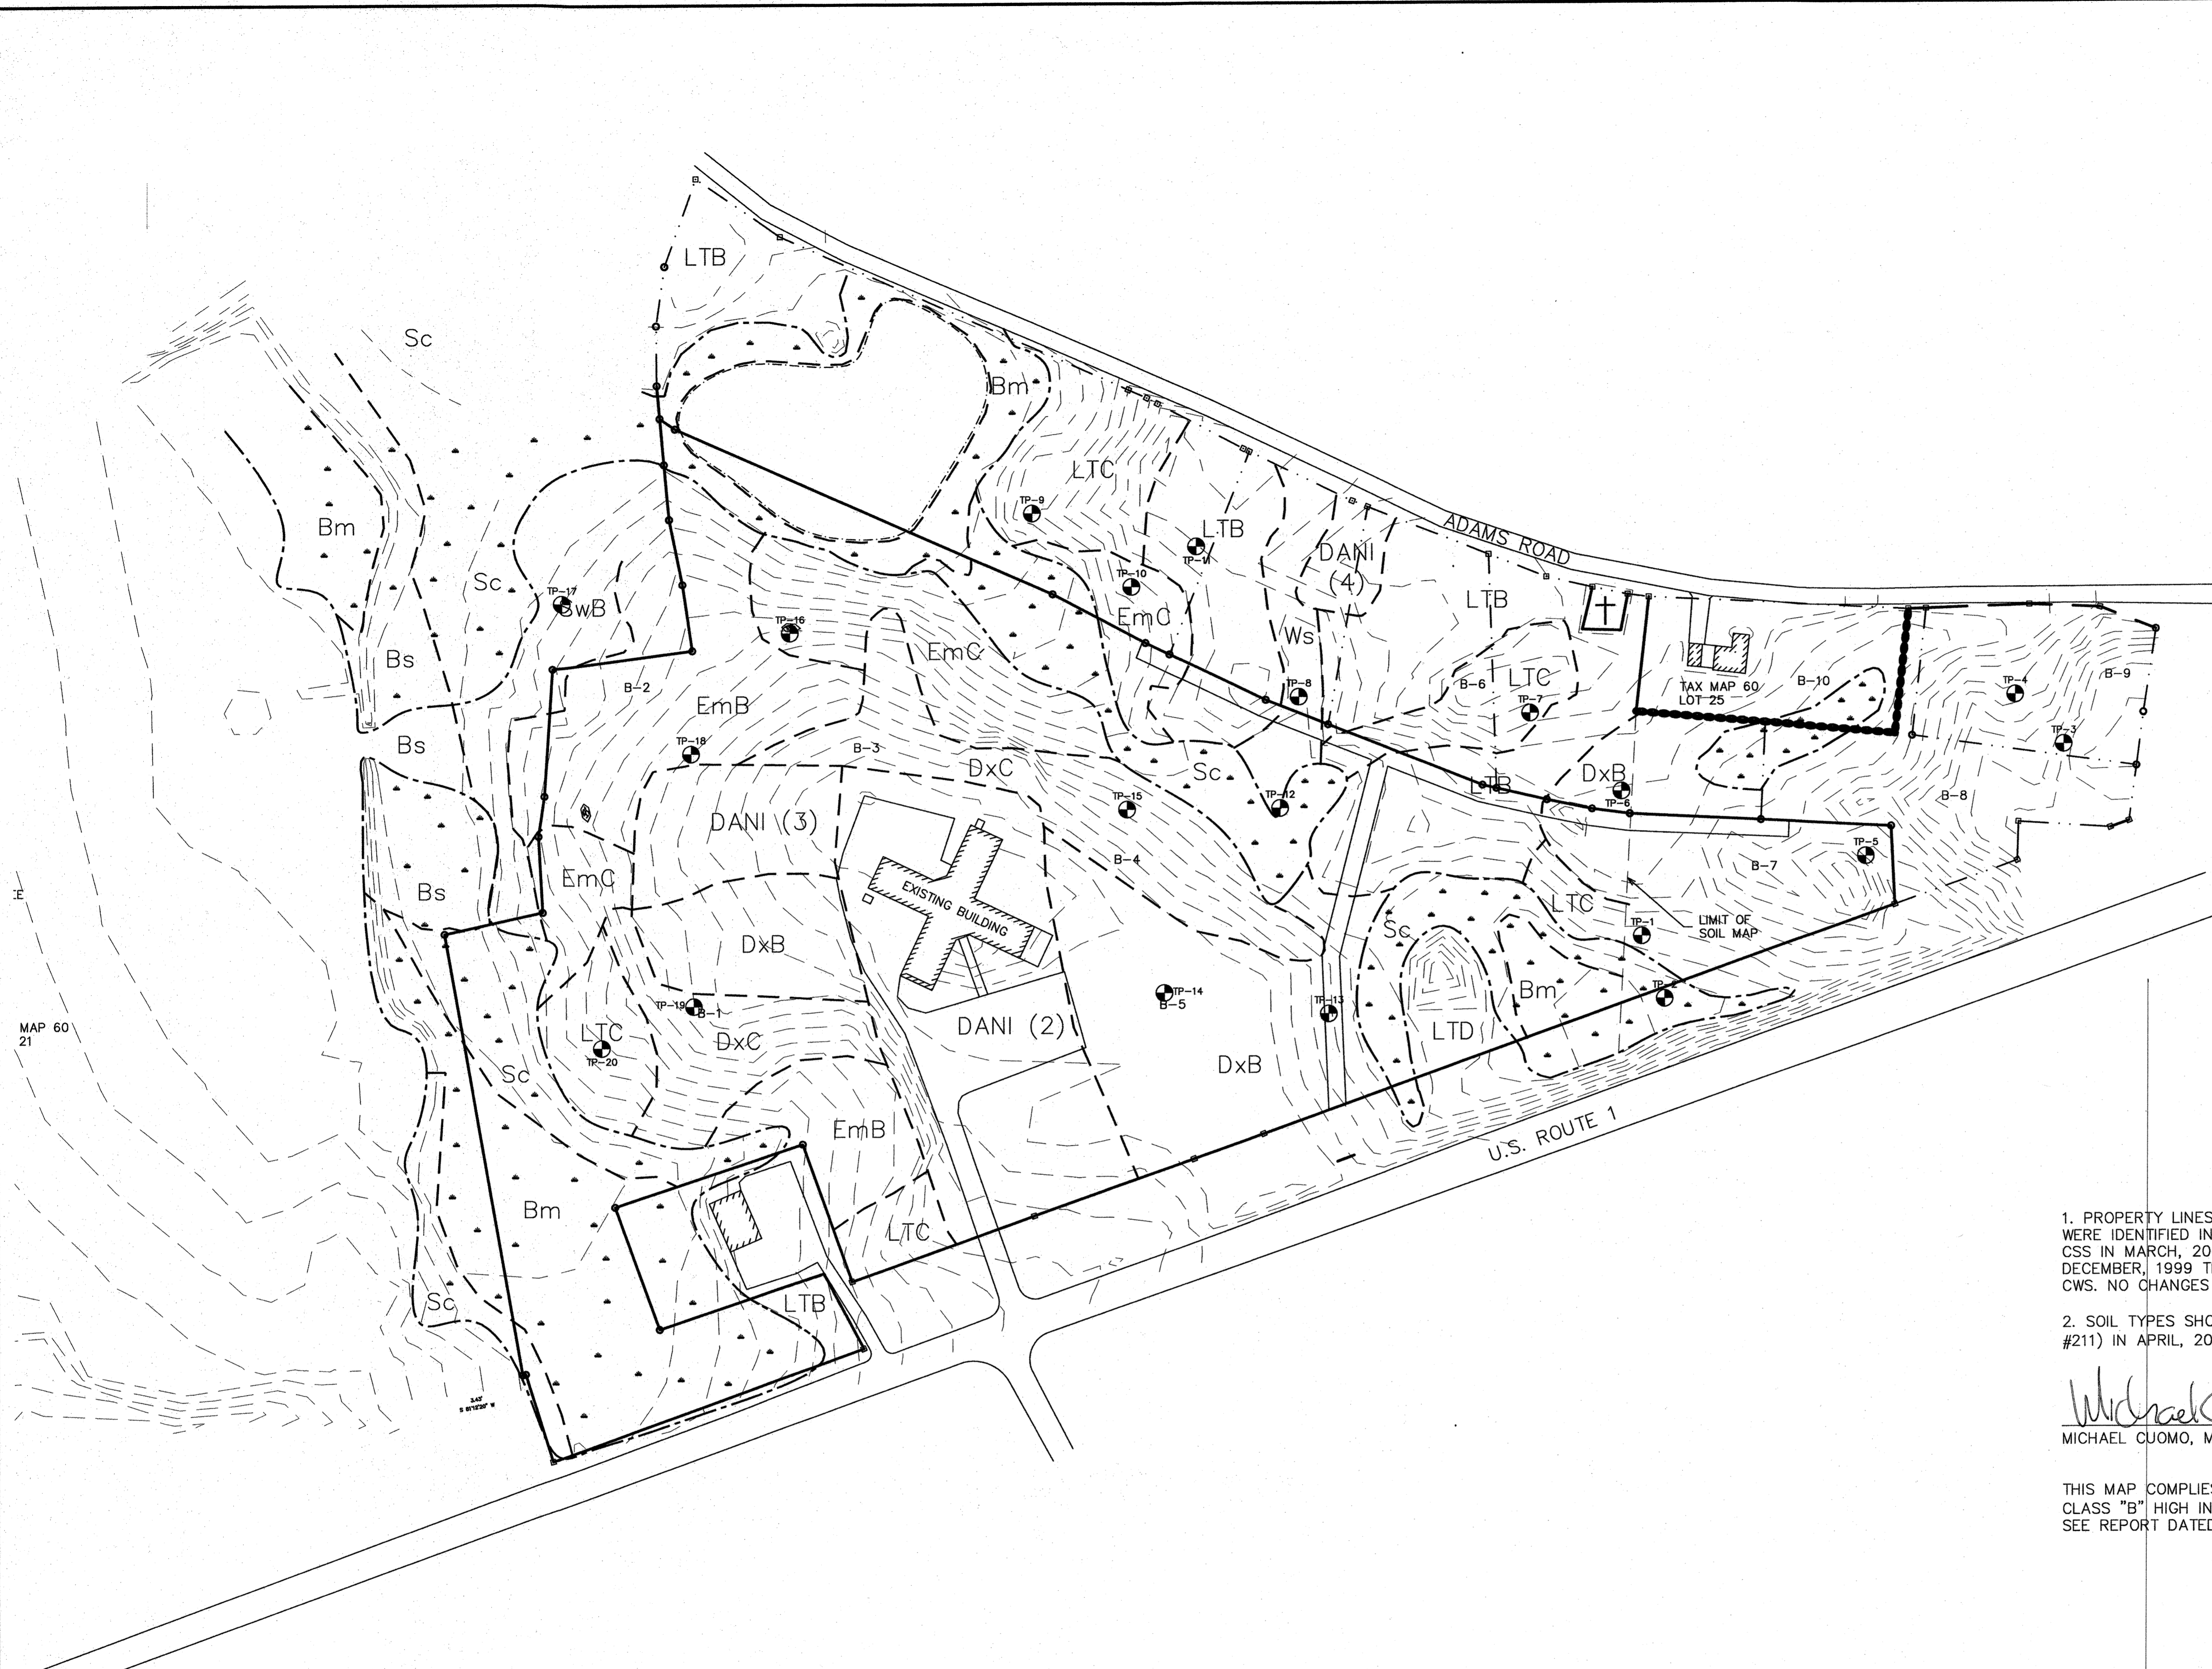 LTB
Sc
Bm
LTC
TP-9
ADAMS ROAD
Bm
LTB
TP-11
DANI
(4)
TP-10
Sc
TP-17
SwB
EmC
LTB
TP-16
Ws
EmC
Bs
B-2
TP-8
B-6
LTC
TP-7
TAX MAP 60
LOT 25
B-10
TP-4
B-9
EmB
TP-18
B-3
Bs
TP-3
DxC
Sc
LTB
DxB
TP-6
TP-12
B-8
DANI (3)
TP-15
B-4
TP-5
B-7
EmC
Bs
EXISTING BUILDING
LTC
LIMIT OF
SOIL MAP
TP-1
Sc
DxB
TP-14
B-5
TP-13
Bm
TP-2
TP-19
B-1
LTC
TP-20
DxC
DANI (2)
LTD
MAP 60
21
Sc
DxB
EmB
U.S. ROUTE 1
Bm
LTC
Sc
LTB
3.43'
S 81°12'20" W
1. PROPERTY LINES
WERE IDENTIFIED IN
CSS IN MARCH, 20
DECEMBER, 1999 T
CWS. NO CHANGES
2. SOIL TYPES SHO
#211) IN APRIL, 20
Michael
MICHAEL CUOMO, M
THIS MAP COMPLIES
CLASS "B" HIGH IN
SEE REPORT DATED